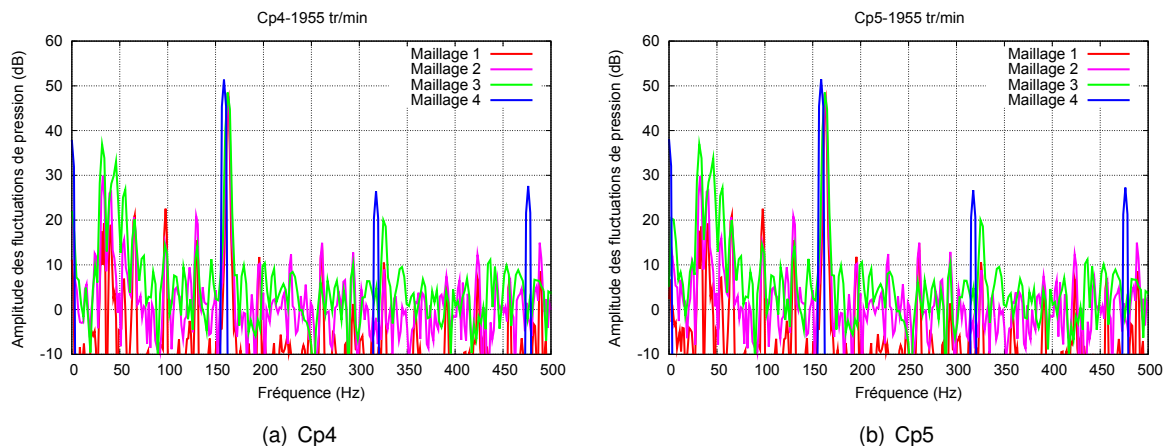 Cp4-1955 tr/min
Amplitude des fluctuations de pression (dB)
60
50
40
30
20
10
0
-10
Maillage 1
Maillage 2
Maillage 3
Maillage 4
0 50 100 150 200 250 300 350 400 450 500
Fréquence (Hz)
(a) Cp4
Cp5-1955 tr/min
Amplitude des fluctuations de pression (dB)
60
50
40
30
20
10
0
-10
Maillage 1
Maillage 2
Maillage 3
Maillage 4
0 50 100 150 200 250 300 350 400 450 500
Fréquence (Hz)
(b) Cp5